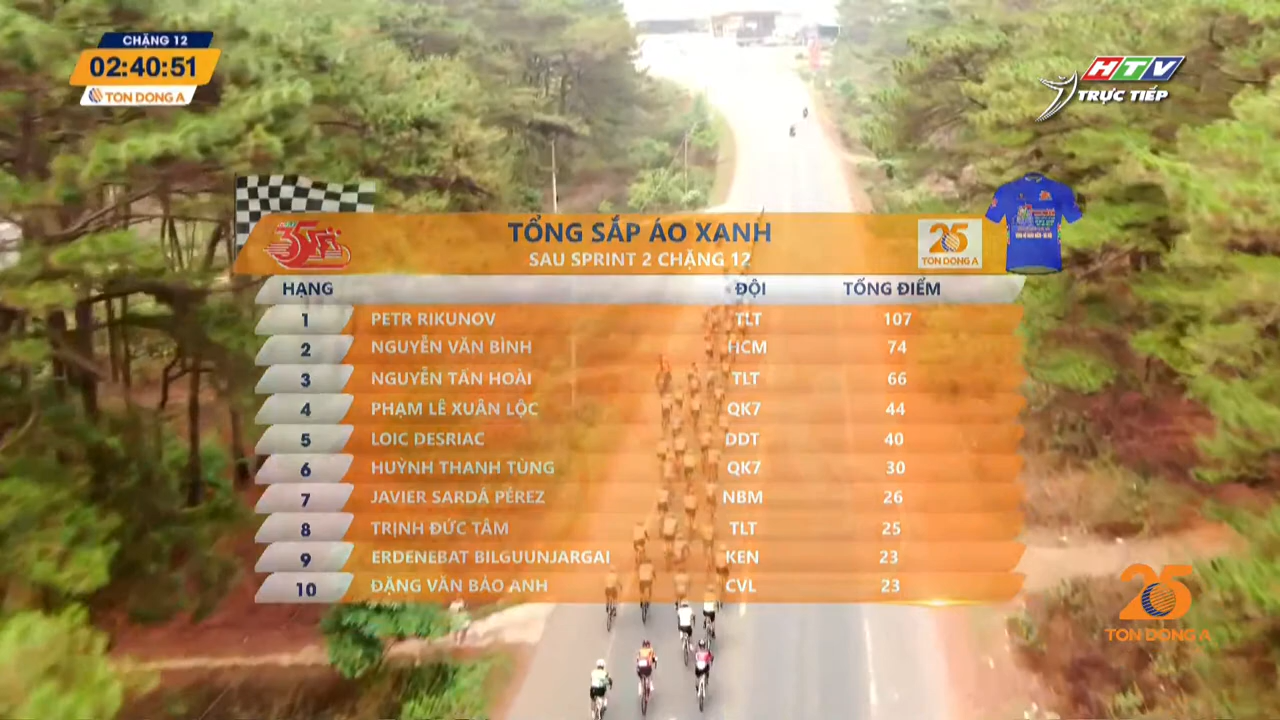 CHẶNG 12
02:40:51
TON DONG A
HTV
TRỰC TIẾP
35
TỔNG SẮP ÁO XANH
SAU SPRINT 2 CHẶNG 12
25
TON DONG A
HẠNG ĐỘI TỔNG ĐIỂM
1 PETR RIKUNOV TLT 107
2 NGUYỄN VĂN BÌNH HCM 74
3 NGUYỄN TẤN HOÀI TLT 66
4 PHẠM LÊ XUÂN LỘC QK7 44
5 LOIC DESRIAC DDT 40
6 HUỲNH THANH TÙNG QK7 30
7 JAVIER SARDÁ PÉREZ NBM 26
8 TRỊNH ĐỨC TÂM TLT 25
9 ERDENEBAT BILGUUNJARGAI KEN 23
10 ĐẶNG VĂN BẢO ANH CVL 23
25
TON DONG A